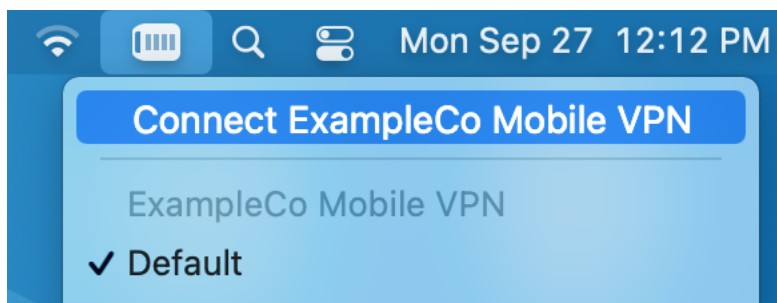 Mon Sep 27 12:12 PM
Connect ExampleCo Mobile VPN
ExampleCo Mobile VPN
Default